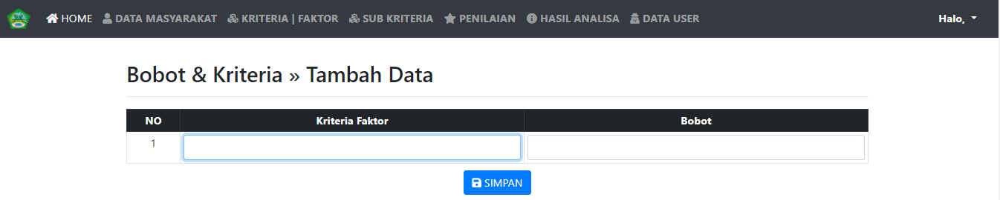 HOME DATA MASYARAKAT KRITERIA | FAKTOR SUB KRITERIA PENILAIAN HASIL ANALISA DATA USER Halo,
Bobot & Kriteria » Tambah Data
NO Kriteria Faktor Bobot
1
SIMPAN